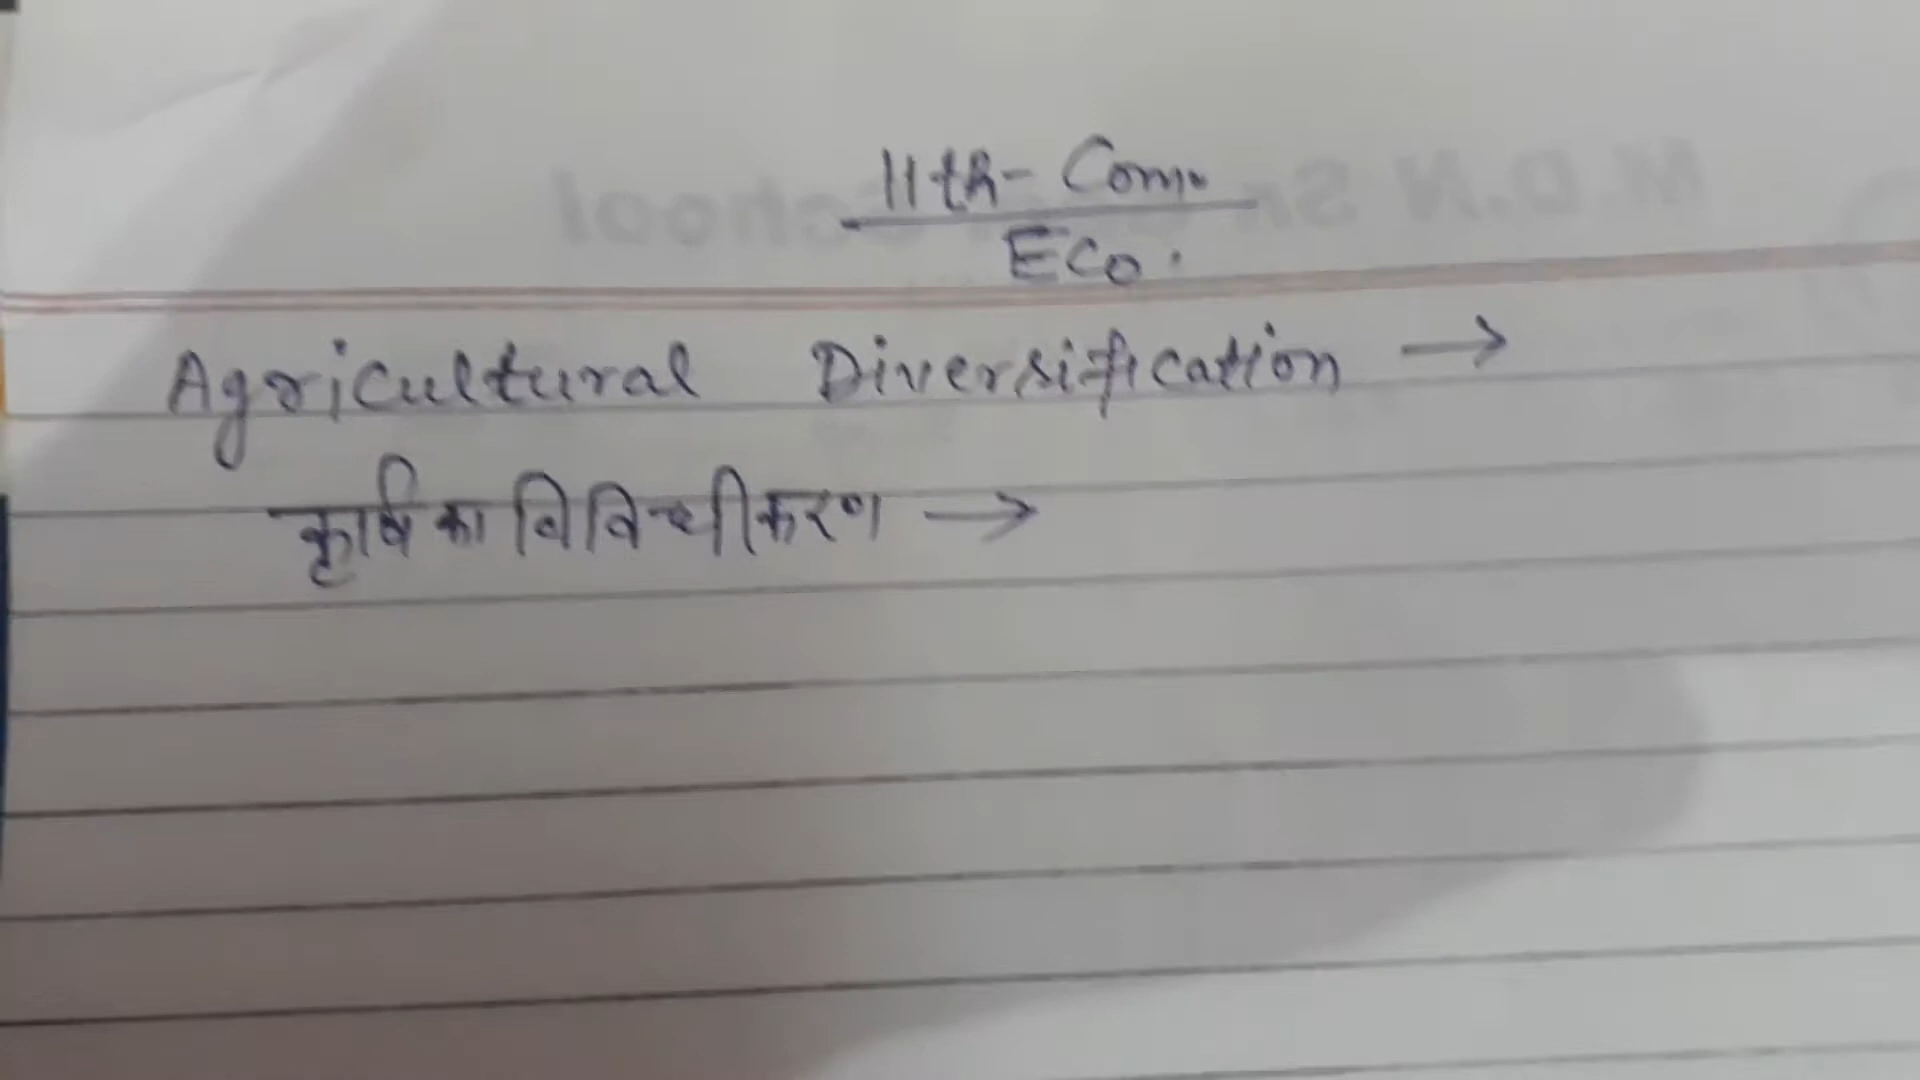 11th- Com.
Eco.
Agricultural Diversification →
कृषि का विविधीकरण →